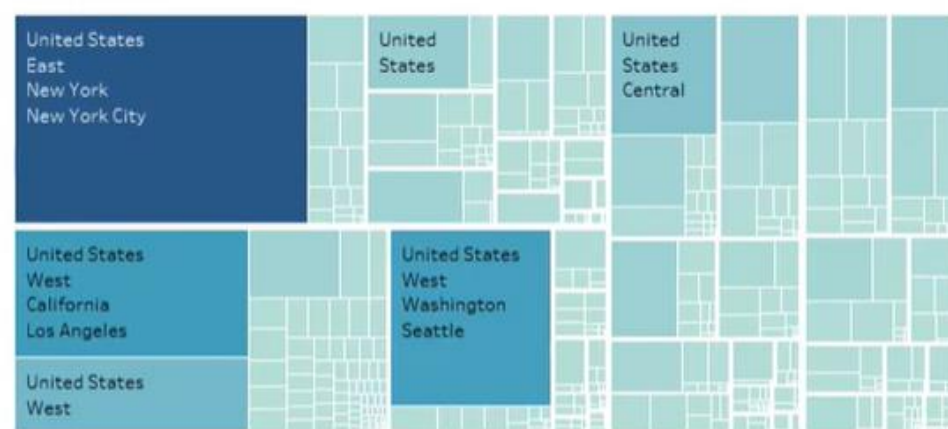 United States
East
New York
New York City
United
States
United
States
Central
United States
West
California
Los Angeles
United States
West
Washington
Seattle
United States
West